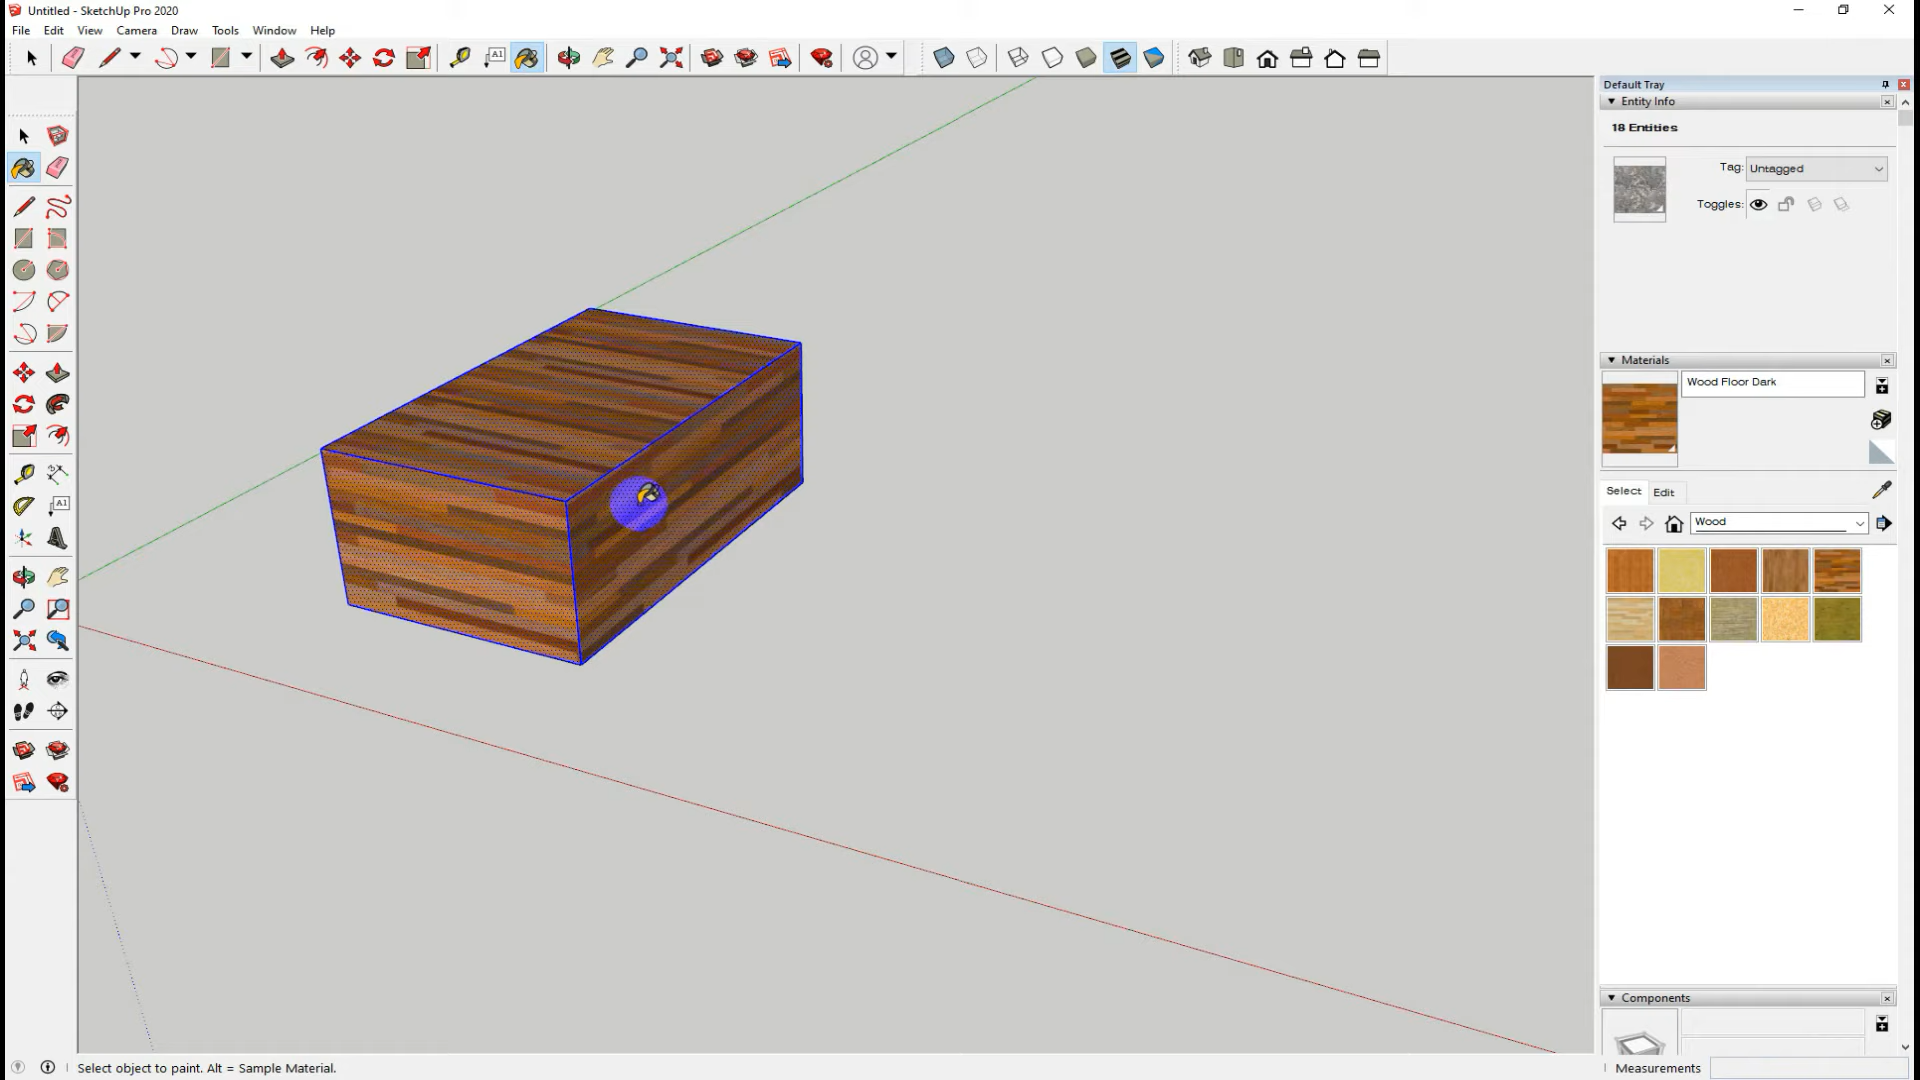 Untitled - SketchUp Pro 2020
File Edit View Camera Draw Tools Window Help
Default Tray
Entity Info
18 Entities
Tag: Untagged
Toggles:
Materials
Wood Floor Dark
Select Edit
Wood
Components
Select object to paint. Alt = Sample Material.
Measurements